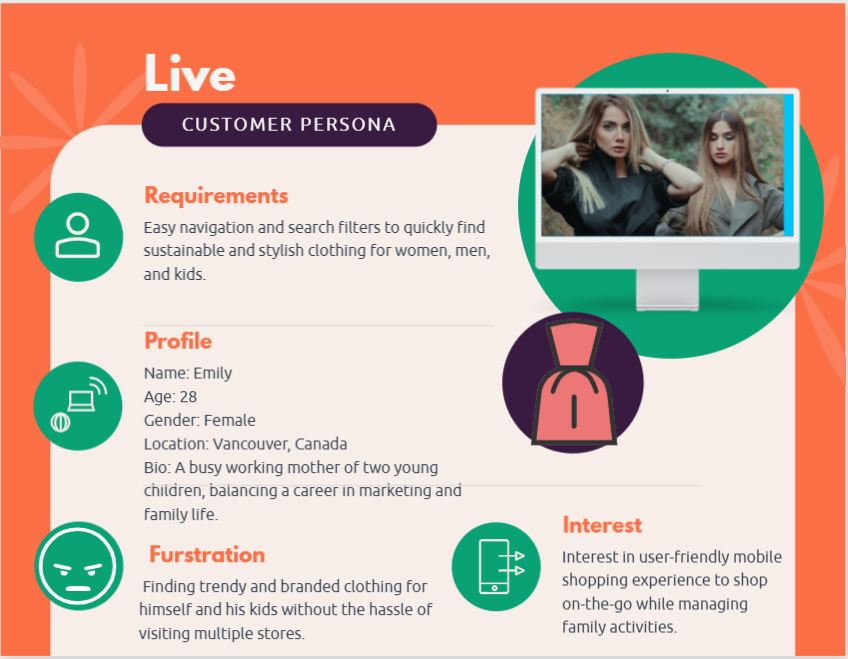 Live
CUSTOMER PERSONA
Requirements
Easy navigation and search filters to quickly find
sustainable and stylish clothing for women, men,
and kids.
Profile
Name: Emily
Age: 28
Gender: Female
Location: Vancouver, Canada
Bio: A busy working mother of two young
children, balancing a career in marketing and
family life.
Furstration
Finding trendy and branded clothing for
himself and his kids without the hassle of
visiting multiple stores.
Interest
Interest in user-friendly mobile
shopping experience to shop
on-the-go while managing
family activities.